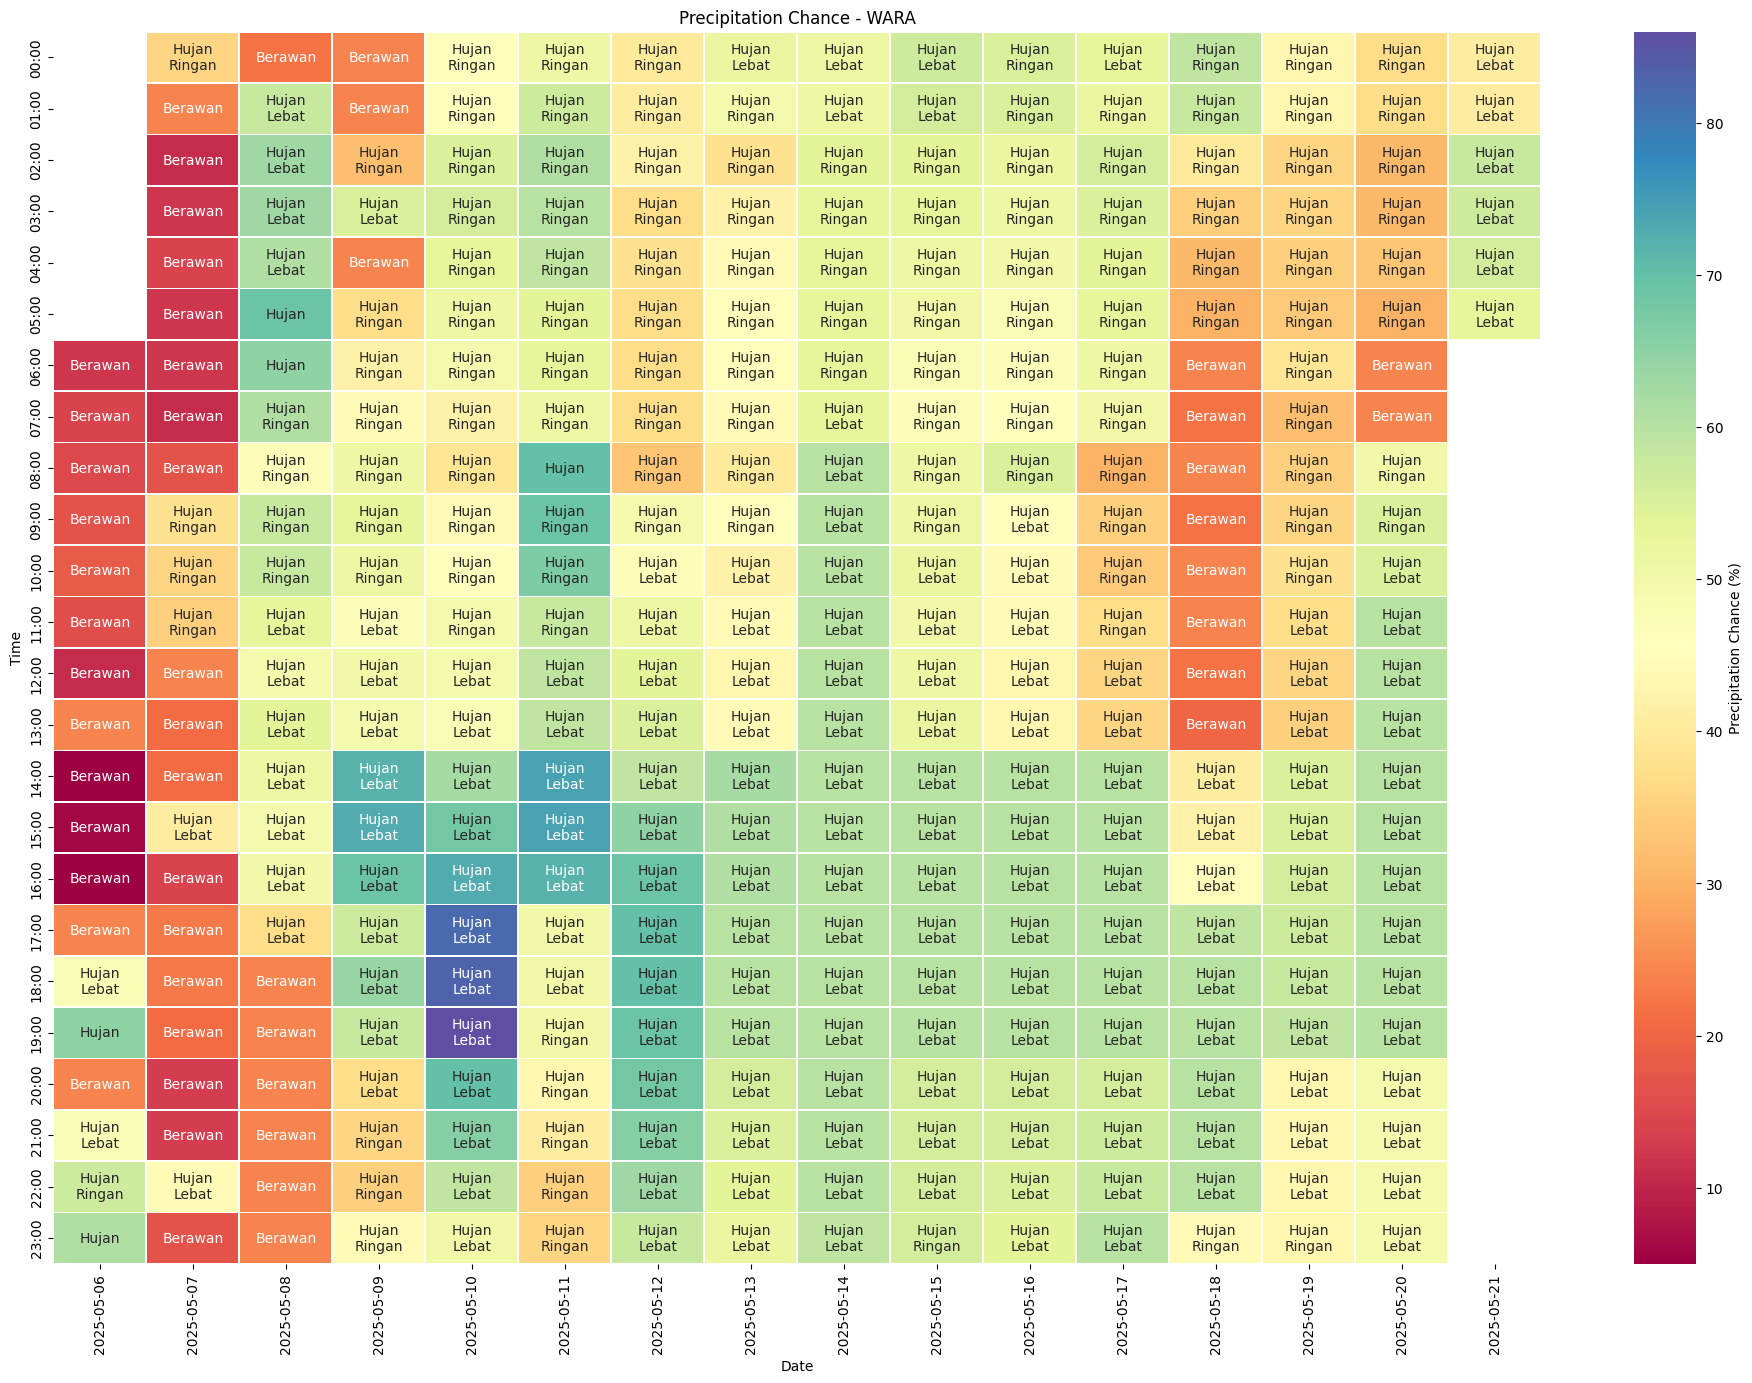 Precipitation Chance - WARA
00:00
Hujan
Ringan
Berawan
Berawan
Hujan
Ringan
Hujan
Ringan
Hujan
Ringan
Hujan
Lebat
Hujan
Lebat
Hujan
Lebat
Hujan
Ringan
Hujan
Lebat
Hujan
Ringan
Hujan
Ringan
Hujan
Ringan
Hujan
Lebat
01:00
Berawan
Hujan
Lebat
Berawan
Hujan
Ringan
Hujan
Ringan
Hujan
Ringan
Hujan
Ringan
Hujan
Lebat
Hujan
Lebat
Hujan
Ringan
Hujan
Ringan
Hujan
Ringan
Hujan
Ringan
Hujan
Ringan
Hujan
Lebat
02:00
Berawan
Hujan
Lebat
Hujan
Ringan
Hujan
Ringan
Hujan
Ringan
Hujan
Ringan
Hujan
Ringan
Hujan
Ringan
Hujan
Ringan
Hujan
Ringan
Hujan
Ringan
Hujan
Ringan
Hujan
Ringan
Hujan
Ringan
Hujan
Lebat
03:00
Berawan
Hujan
Lebat
Hujan
Lebat
Hujan
Ringan
Hujan
Ringan
Hujan
Ringan
Hujan
Ringan
Hujan
Ringan
Hujan
Ringan
Hujan
Ringan
Hujan
Ringan
Hujan
Ringan
Hujan
Ringan
Hujan
Ringan
Hujan
Lebat
04:00
Berawan
Hujan
Lebat
Berawan
Hujan
Ringan
Hujan
Ringan
Hujan
Ringan
Hujan
Ringan
Hujan
Ringan
Hujan
Ringan
Hujan
Ringan
Hujan
Ringan
Hujan
Ringan
Hujan
Ringan
Hujan
Ringan
Hujan
Lebat
05:00
Berawan
Hujan
Hujan
Ringan
Hujan
Ringan
Hujan
Ringan
Hujan
Ringan
Hujan
Ringan
Hujan
Ringan
Hujan
Ringan
Hujan
Ringan
Hujan
Ringan
Hujan
Ringan
Hujan
Ringan
Hujan
Ringan
Hujan
Lebat
06:00
Berawan
Berawan
Hujan
Hujan
Ringan
Hujan
Ringan
Hujan
Ringan
Hujan
Ringan
Hujan
Ringan
Hujan
Ringan
Hujan
Ringan
Hujan
Ringan
Hujan
Ringan
Berawan
Hujan
Ringan
Berawan
07:00
Berawan
Berawan
Hujan
Ringan
Hujan
Ringan
Hujan
Ringan
Hujan
Ringan
Hujan
Ringan
Hujan
Ringan
Hujan
Lebat
Hujan
Ringan
Hujan
Ringan
Hujan
Ringan
Berawan
Hujan
Ringan
Berawan
08:00
Berawan
Berawan
Hujan
Ringan
Hujan
Ringan
Hujan
Ringan
Hujan
Hujan
Ringan
Hujan
Ringan
Hujan
Lebat
Hujan
Ringan
Hujan
Ringan
Hujan
Ringan
Berawan
Hujan
Ringan
Hujan
Ringan
09:00
Berawan
Hujan
Ringan
Hujan
Ringan
Hujan
Ringan
Hujan
Ringan
Hujan
Ringan
Hujan
Ringan
Hujan
Ringan
Hujan
Lebat
Hujan
Ringan
Hujan
Lebat
Hujan
Ringan
Berawan
Hujan
Ringan
Hujan
Ringan
10:00
Berawan
Hujan
Ringan
Hujan
Ringan
Hujan
Ringan
Hujan
Ringan
Hujan
Ringan
Hujan
Lebat
Hujan
Lebat
Hujan
Lebat
Hujan
Lebat
Hujan
Lebat
Hujan
Ringan
Berawan
Hujan
Ringan
Hujan
Lebat
11:00
Berawan
Hujan
Ringan
Hujan
Lebat
Hujan
Lebat
Hujan
Ringan
Hujan
Ringan
Hujan
Lebat
Hujan
Lebat
Hujan
Lebat
Hujan
Lebat
Hujan
Lebat
Hujan
Ringan
Berawan
Hujan
Lebat
Hujan
Lebat
12:00
Berawan
Berawan
Hujan
Lebat
Hujan
Lebat
Hujan
Lebat
Hujan
Lebat
Hujan
Lebat
Hujan
Lebat
Hujan
Lebat
Hujan
Lebat
Hujan
Lebat
Hujan
Lebat
Berawan
Hujan
Lebat
Hujan
Lebat
13:00
Berawan
Berawan
Hujan
Lebat
Hujan
Lebat
Hujan
Lebat
Hujan
Lebat
Hujan
Lebat
Hujan
Lebat
Hujan
Lebat
Hujan
Lebat
Hujan
Lebat
Hujan
Lebat
Berawan
Hujan
Lebat
Hujan
Lebat
14:00
Berawan
Berawan
Hujan
Lebat
Hujan
Lebat
Hujan
Lebat
Hujan
Lebat
Hujan
Lebat
Hujan
Lebat
Hujan
Lebat
Hujan
Lebat
Hujan
Lebat
Hujan
Lebat
Hujan
Lebat
Hujan
Lebat
Hujan
Lebat
15:00
Berawan
Hujan
Lebat
Hujan
Lebat
Hujan
Lebat
Hujan
Lebat
Hujan
Lebat
Hujan
Lebat
Hujan
Lebat
Hujan
Lebat
Hujan
Lebat
Hujan
Lebat
Hujan
Lebat
Hujan
Lebat
Hujan
Lebat
Hujan
Lebat
16:00
Berawan
Berawan
Hujan
Lebat
Hujan
Lebat
Hujan
Lebat
Hujan
Lebat
Hujan
Lebat
Hujan
Lebat
Hujan
Lebat
Hujan
Lebat
Hujan
Lebat
Hujan
Lebat
Hujan
Lebat
Hujan
Lebat
Hujan
Lebat
17:00
Berawan
Berawan
Hujan
Lebat
Hujan
Lebat
Hujan
Lebat
Hujan
Lebat
Hujan
Lebat
Hujan
Lebat
Hujan
Lebat
Hujan
Lebat
Hujan
Lebat
Hujan
Lebat
Hujan
Lebat
Hujan
Lebat
Hujan
Lebat
18:00
Hujan
Lebat
Berawan
Berawan
Hujan
Lebat
Hujan
Lebat
Hujan
Lebat
Hujan
Lebat
Hujan
Lebat
Hujan
Lebat
Hujan
Lebat
Hujan
Lebat
Hujan
Lebat
Hujan
Lebat
Hujan
Lebat
Hujan
Lebat
19:00
Hujan
Berawan
Berawan
Hujan
Lebat
Hujan
Lebat
Hujan
Ringan
Hujan
Lebat
Hujan
Lebat
Hujan
Lebat
Hujan
Lebat
Hujan
Lebat
Hujan
Lebat
Hujan
Lebat
Hujan
Lebat
Hujan
Lebat
20:00
Berawan
Berawan
Berawan
Hujan
Lebat
Hujan
Lebat
Hujan
Ringan
Hujan
Lebat
Hujan
Lebat
Hujan
Lebat
Hujan
Lebat
Hujan
Lebat
Hujan
Lebat
Hujan
Lebat
Hujan
Lebat
Hujan
Lebat
21:00
Hujan
Lebat
Berawan
Berawan
Hujan
Ringan
Hujan
Lebat
Hujan
Ringan
Hujan
Lebat
Hujan
Lebat
Hujan
Lebat
Hujan
Lebat
Hujan
Lebat
Hujan
Lebat
Hujan
Lebat
Hujan
Lebat
Hujan
Lebat
22:00
Hujan
Ringan
Hujan
Lebat
Berawan
Hujan
Ringan
Hujan
Lebat
Hujan
Ringan
Hujan
Lebat
Hujan
Lebat
Hujan
Lebat
Hujan
Lebat
Hujan
Lebat
Hujan
Lebat
Hujan
Lebat
Hujan
Lebat
Hujan
Lebat
23:00
Hujan
Berawan
Berawan
Hujan
Ringan
Hujan
Lebat
Hujan
Ringan
Hujan
Lebat
Hujan
Lebat
Hujan
Lebat
Hujan
Ringan
Hujan
Lebat
Hujan
Lebat
Hujan
Ringan
Hujan
Ringan
Hujan
Lebat
Time
2025-05-06
2025-05-07
2025-05-08
2025-05-09
2025-05-10
2025-05-11
2025-05-12
2025-05-13
2025-05-14
2025-05-15
2025-05-16
2025-05-17
2025-05-18
2025-05-19
2025-05-20
2025-05-21
Date
80
70
60
50
40
30
20
10
Precipitation Chance (%)